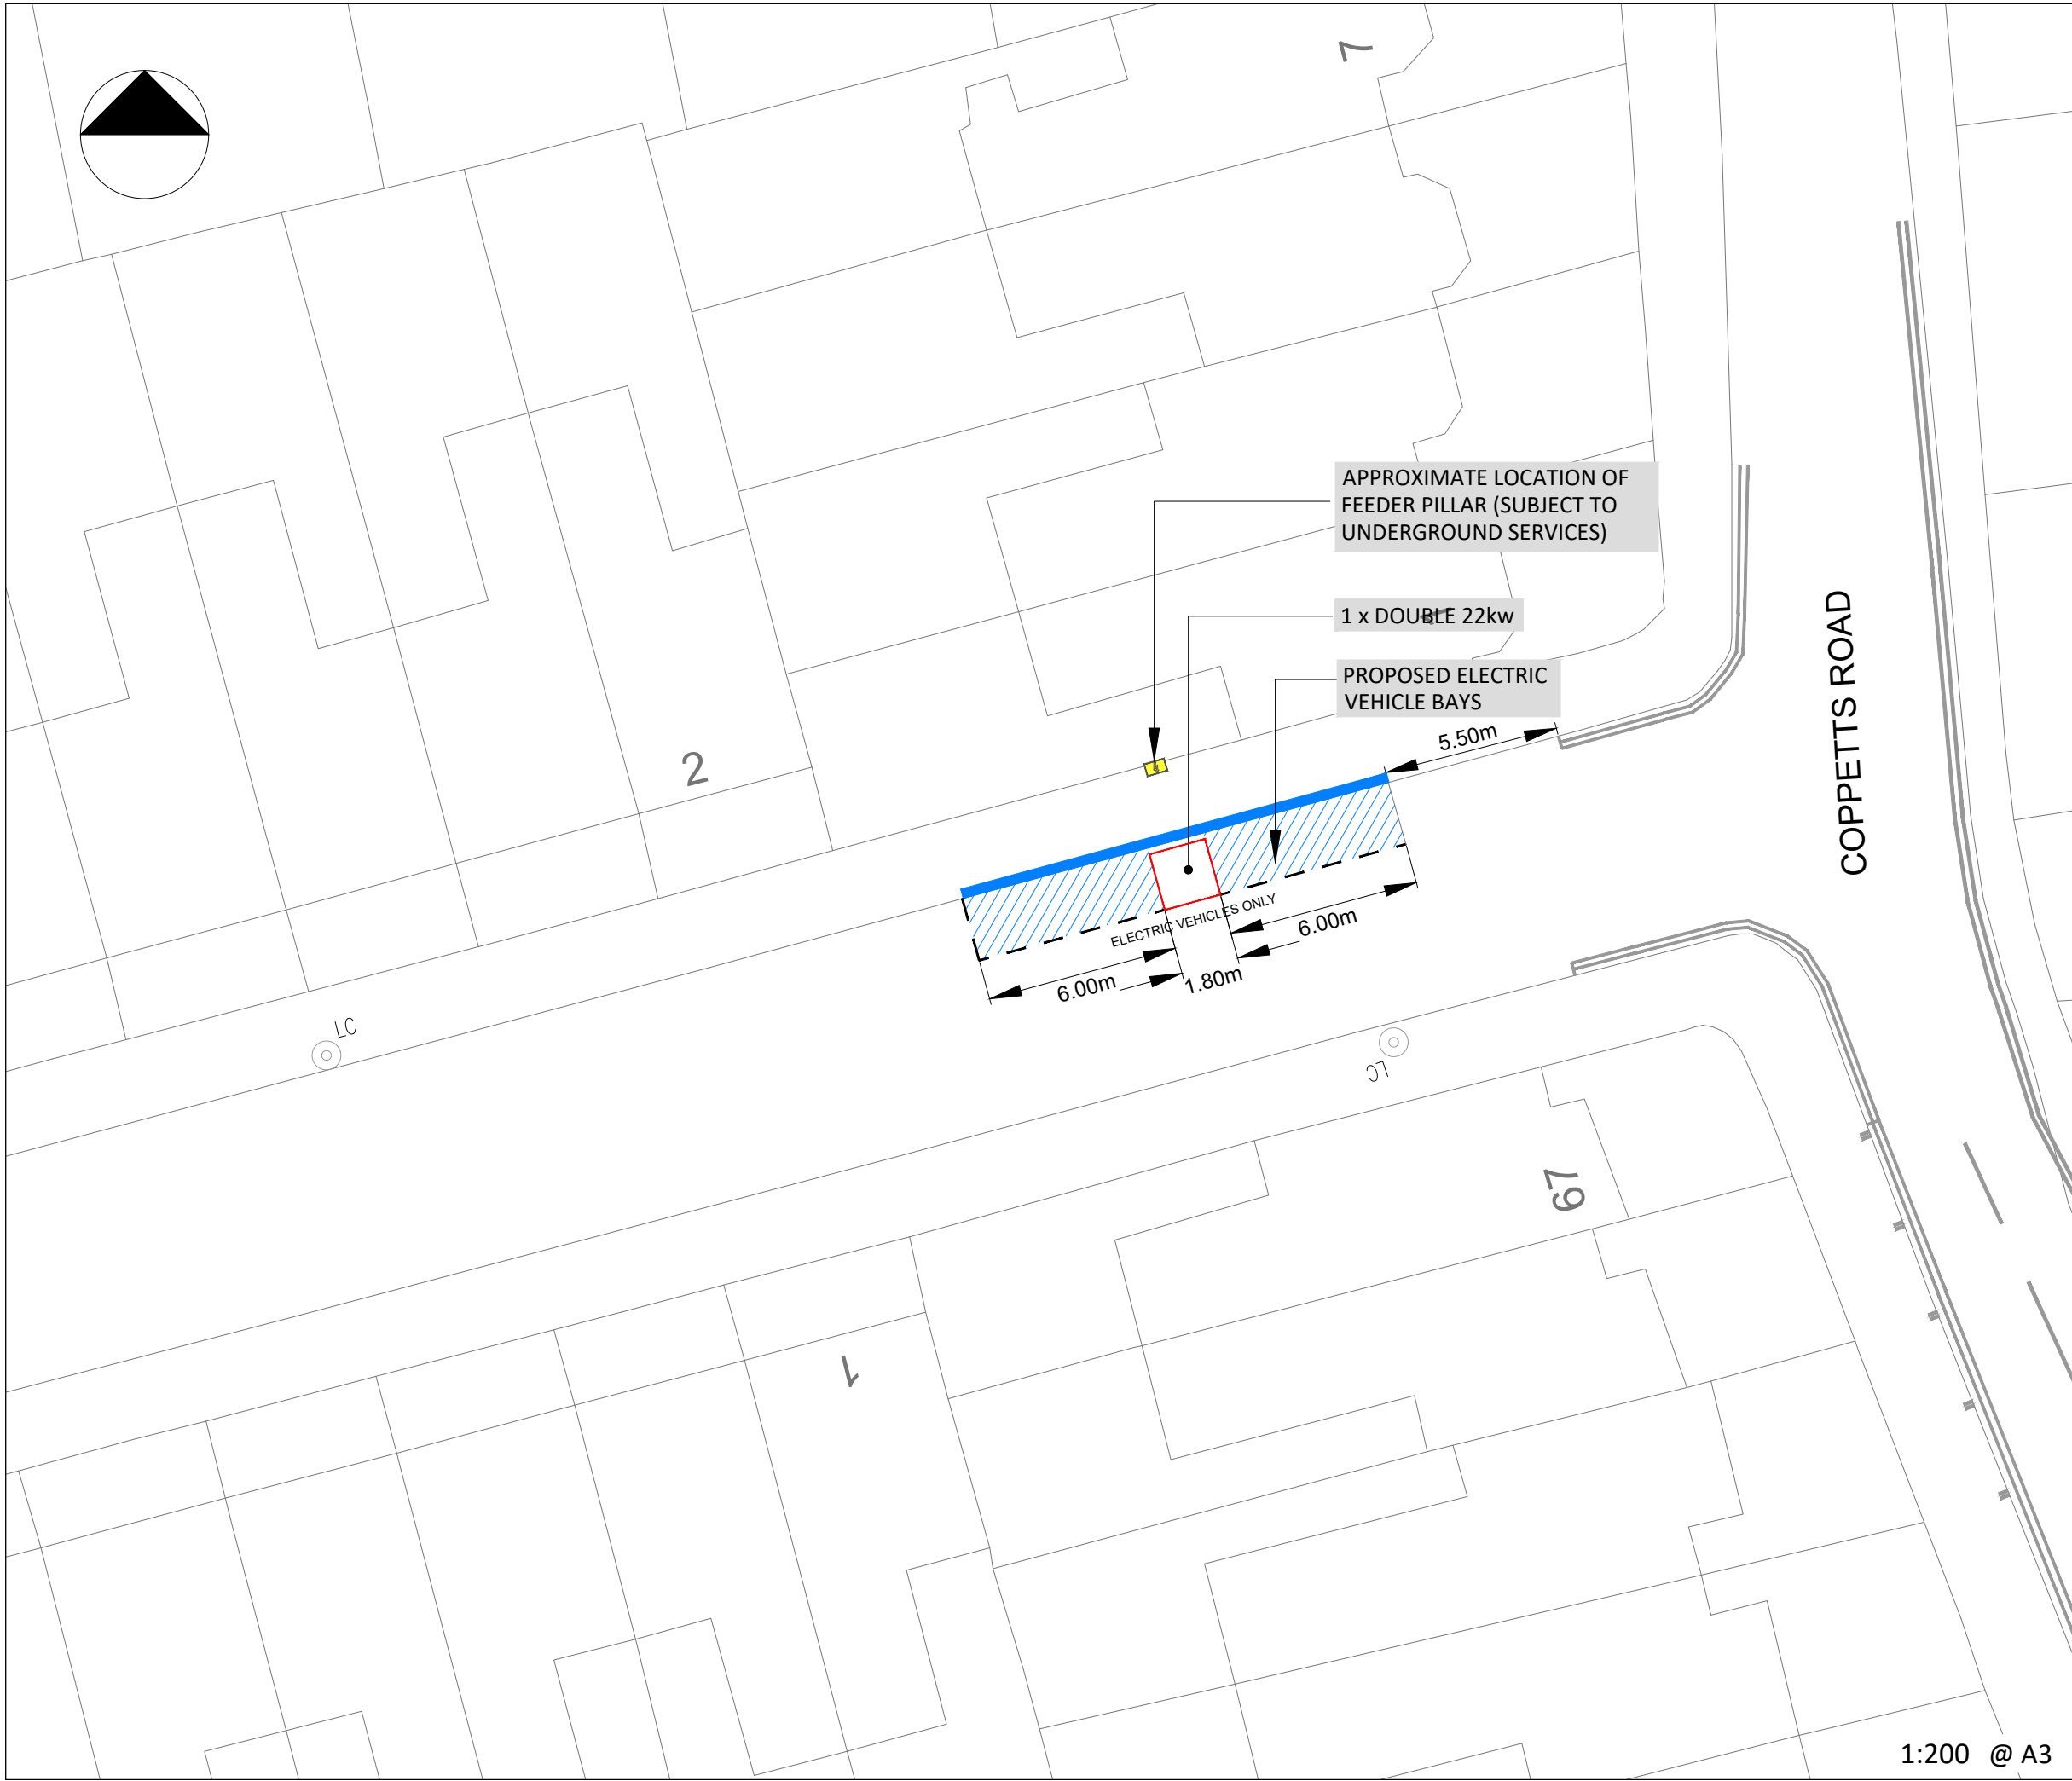 7
APPROXIMATE LOCATION OF
FEEDER PILLAR (SUBJECT TO
UNDERGROUND SERVICES)
1 x DOUBLE 22kw
PROPOSED ELECTRIC
VEHICLE BAYS
COPPETTS ROAD
5.50m
2
ELECTRIC VEHICLES ONLY
6.00m
6.00m
1.80m
LC
LC
67
1
1:200 @ A3